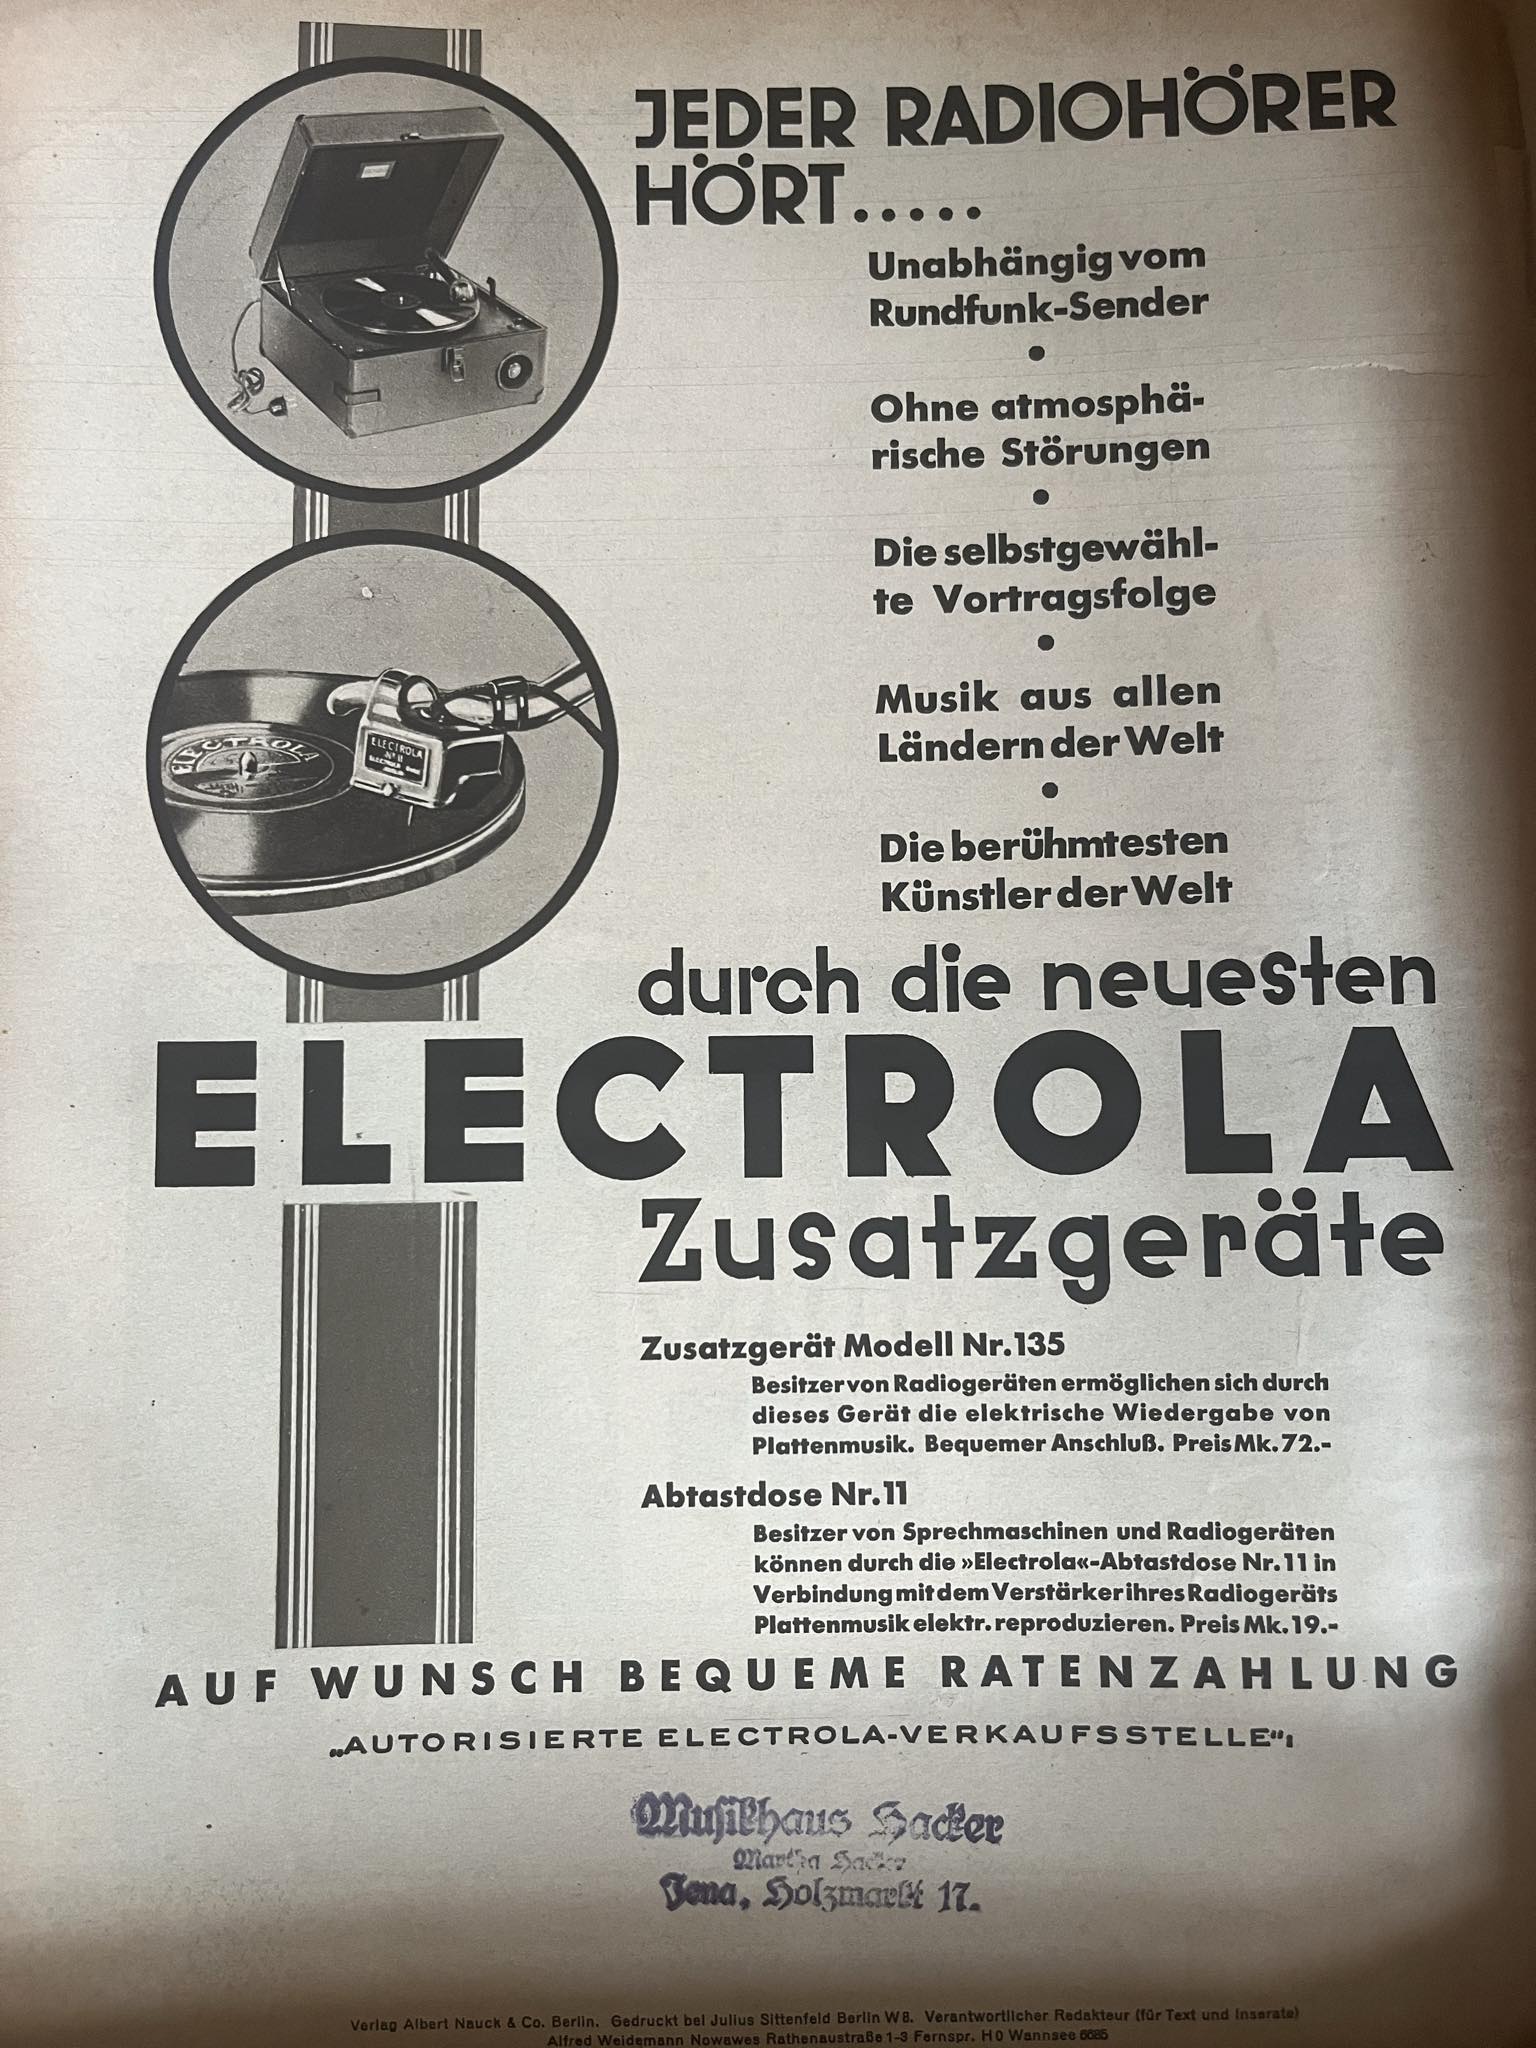 JEDER RADIOHÖRER
HÖRT.....
Unabhängig vom
Rundfunk-Sender
•
Ohne atmosphä-
rische Störungen
•
Die selbstgewähl-
te Vortragsfolge
•
Musik aus allen
Ländern der Welt
•
Die berühmtesten
Künstler der Welt
ELECTROLA
ELECTROLA
Nº 11
durch die neuesten
ELECTROLA
Zusatzgeräte
Zusatzgerät Modell Nr. 135
Besitzer von Radiogeräten ermöglichen sich durch
dieses Gerät die elektrische Wiedergabe von
Plattenmusik. Bequemer Anschluß. Preis Mk. 72.-
Abtastdose Nr. 11
Besitzer von Sprechmaschinen und Radiogeräten
können durch die »Electrola«-Abtastdose Nr. 11 in
Verbindung mit dem Verstärker ihres Radiogeräts
Plattenmusik elektr. reproduzieren. Preis Mk. 19.-
AUF WUNSCH BEQUEME RATENZAHLUNG
„AUTORISIERTE ELECTROLA-VERKAUFSSTELLE“:
Musikhaus Hacker
Martha Hacker
Jena, Holzmarkt 17.
Verlag Albert Nauck & Co. Berlin. Gedruckt bei Julius Sittenfeld Berlin W 8. Verantwortlicher Redakteur (für Text und Inserate)
Alfred Weidemann Nowawes Rathenaustraße 1-3 Fernspr. H 0 Wannsee 6685